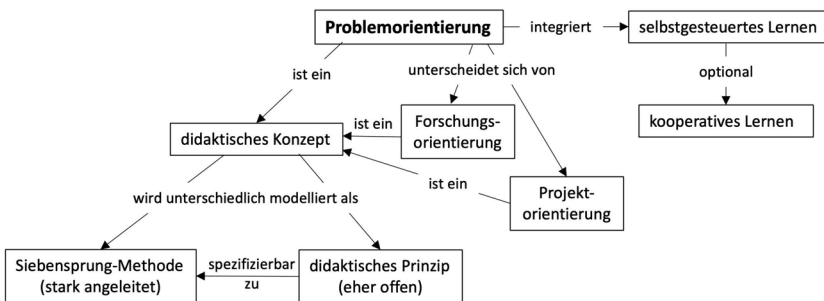 Problemorientierung
integriert
selbstgesteuertes Lernen
ist ein
unterscheidet sich von
optional
didaktisches Konzept
ist ein
Forschungs-
orientierung
kooperatives Lernen
ist ein
Projekt-
orientierung
wird unterschiedlich modelliert als
Siebensprung-Methode
(stark angeleitet)
spezifizierbar
zu
didaktisches Prinzip
(eher offen)